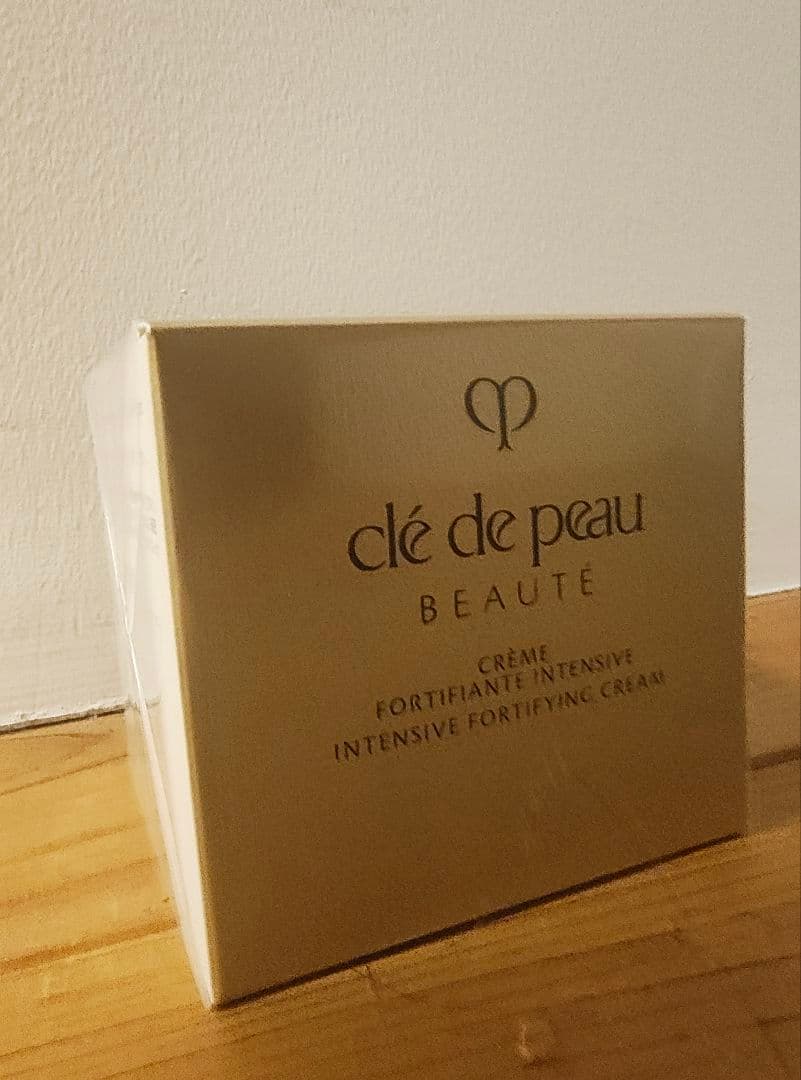 clé de peau
BEAUTÉ
CRÈME
FORTIFIANTE INTENSIVE
INTENSIVE FORTIFYING CREAM